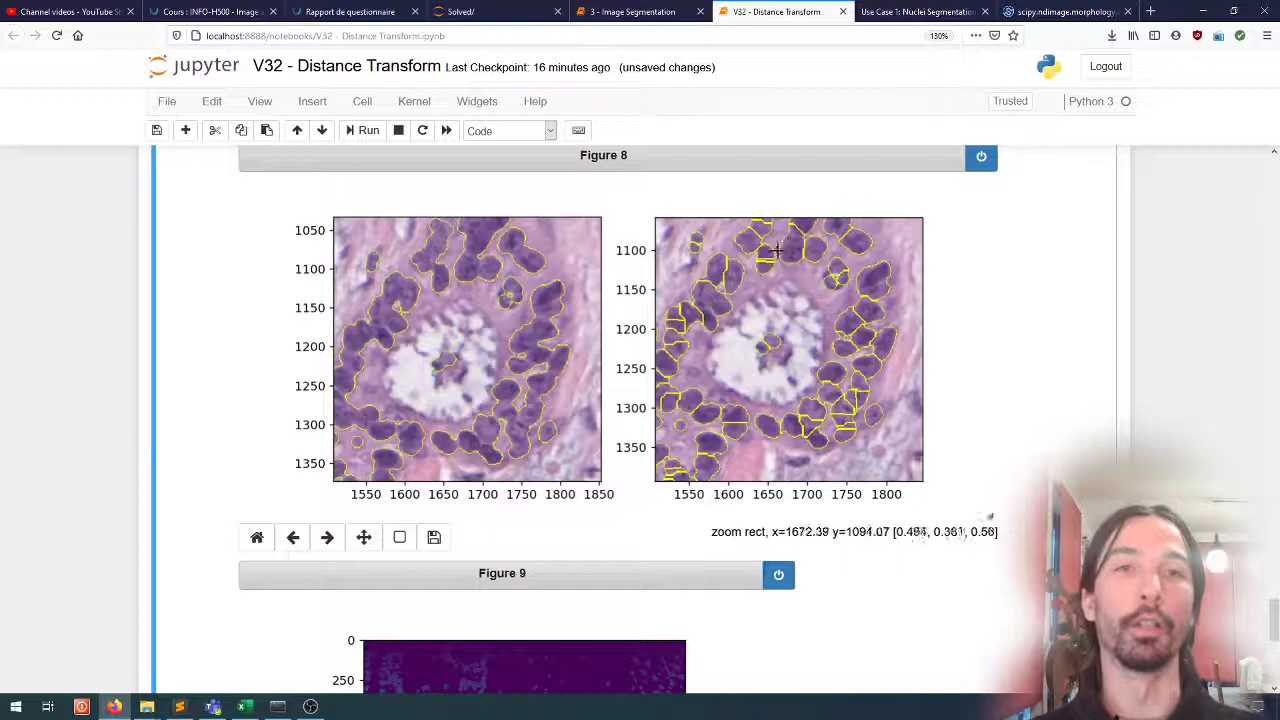 Channel videos - YouTube St
Cours : INFO-H500 - Image a
Rapport de questionnaire
Solved/
3 - Image Segmentation
V32 - Distance Transform
Use Case 1: Nuclei Segmentation
scipy.ndimage.morphology.
localhost:8888/notebooks/V32 - Distance Transform.ipynb
130%
jupyter V32 - Distance Transform Last Checkpoint: 16 minutes ago (unsaved changes)
Logout
File Edit View Insert Cell Kernel Widgets Help
Trusted
Python 3
Run
Code
Figure 8
1050
1100
1150
1200
1250
1300
1350
1550 1600 1650 1700 1750 1800 1850
1100
1150
1200
1250
1300
1350
1550 1600 1650 1700 1750 1800
zoom rect, x=1672.39 y=1094.07
Figure 9
0
250